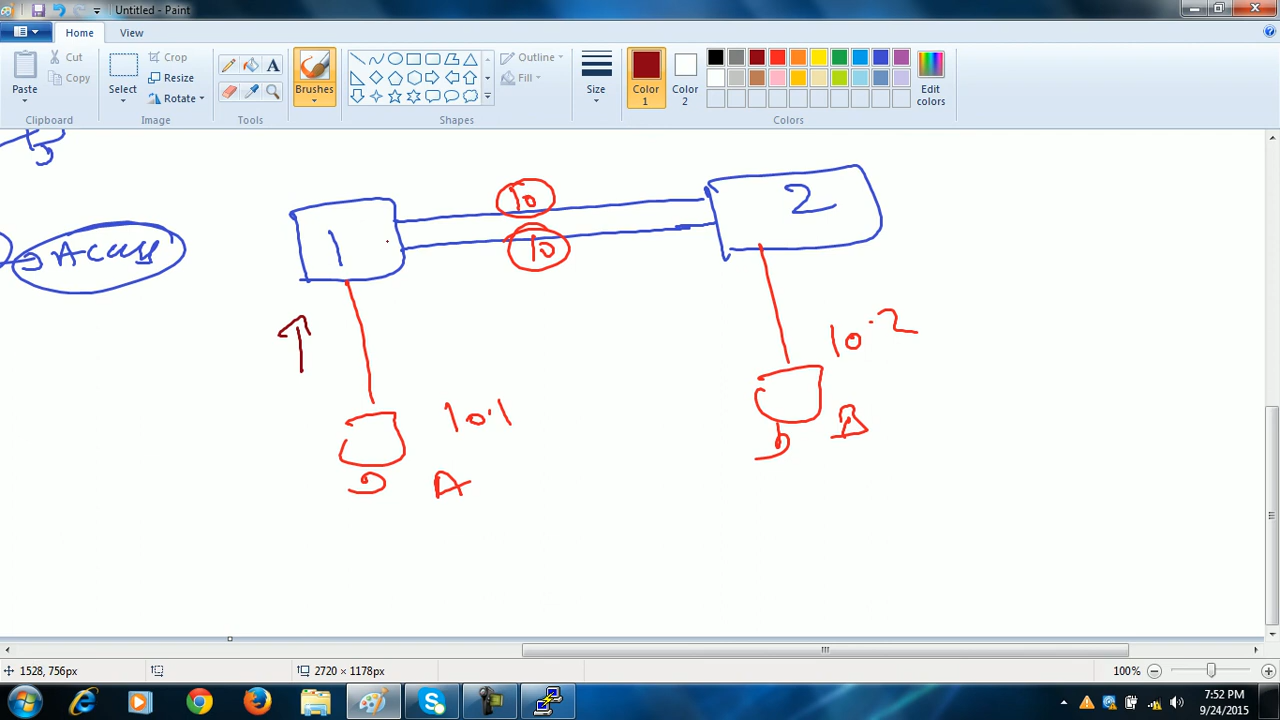 Untitled - Paint
Home
View
Paste
Cut
Copy
Clipboard
Select
Crop
Resize
Rotate
Image
Tools
Brushes
Shapes
Outline
Fill
Size
Color 1
Color 2
Edit colors
Colors
10
2
Access
1
10
10.2
10.1
B
A
1528, 756px
2720 × 1178px
100%
7:52 PM
9/24/2015